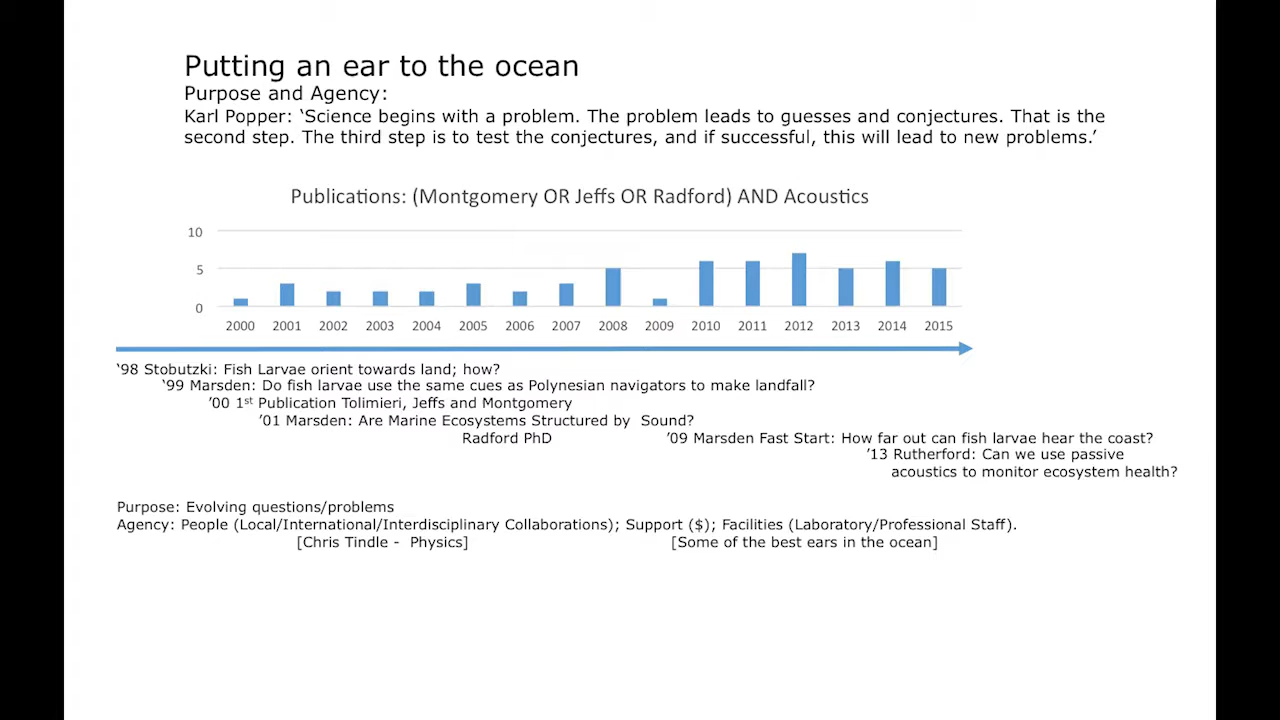 Putting an ear to the ocean
Purpose and Agency:
Karl Popper: ‘Science begins with a problem. The problem leads to guesses and conjectures. That is the
second step. The third step is to test the conjectures, and if successful, this will lead to new problems.’
Publications: (Montgomery OR Jeffs OR Radford) AND Acoustics
10
5
0
2000 2001 2002 2003 2004 2005 2006 2007 2008 2009 2010 2011 2012 2013 2014 2015
‘98 Stobutzki: Fish Larvae orient towards land; how?
‘99 Marsden: Do fish larvae use the same cues as Polynesian navigators to make landfall?
’00 1st Publication Tolimieri, Jeffs and Montgomery
’01 Marsden: Are Marine Ecosystems Structured by Sound?
Radford PhD ’09 Marsden Fast Start: How far out can fish larvae hear the coast?
’13 Rutherford: Can we use passive
acoustics to monitor ecosystem health?
Purpose: Evolving questions/problems
Agency: People (Local/International/Interdisciplinary Collaborations); Support ($); Facilities (Laboratory/Professional Staff).
[Chris Tindle - Physics] [Some of the best ears in the ocean]